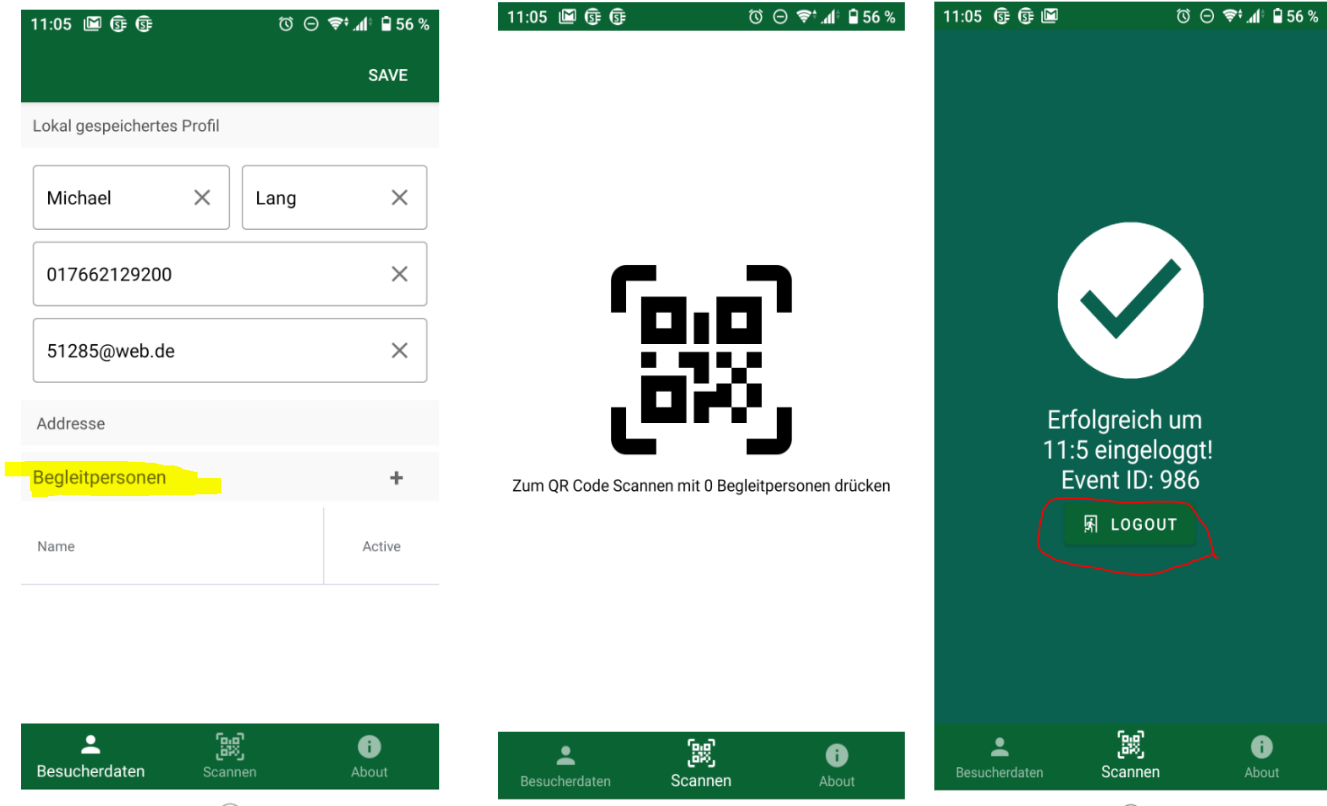 11:05 56 %
SAVE
Lokal gespeichertes Profil
Michael Lang
017662129200
51285@web.de
Addresse
Begleitpersonen +
Name Active
Besucherdaten Scannen About
11:05 56 %
Zum QR Code Scannen mit 0 Begleitpersonen drücken
Besucherdaten Scannen About
11:05 56 %
Erfolgreich um
11:5 eingeloggt!
Event ID: 986
LOGOUT
Besucherdaten Scannen About